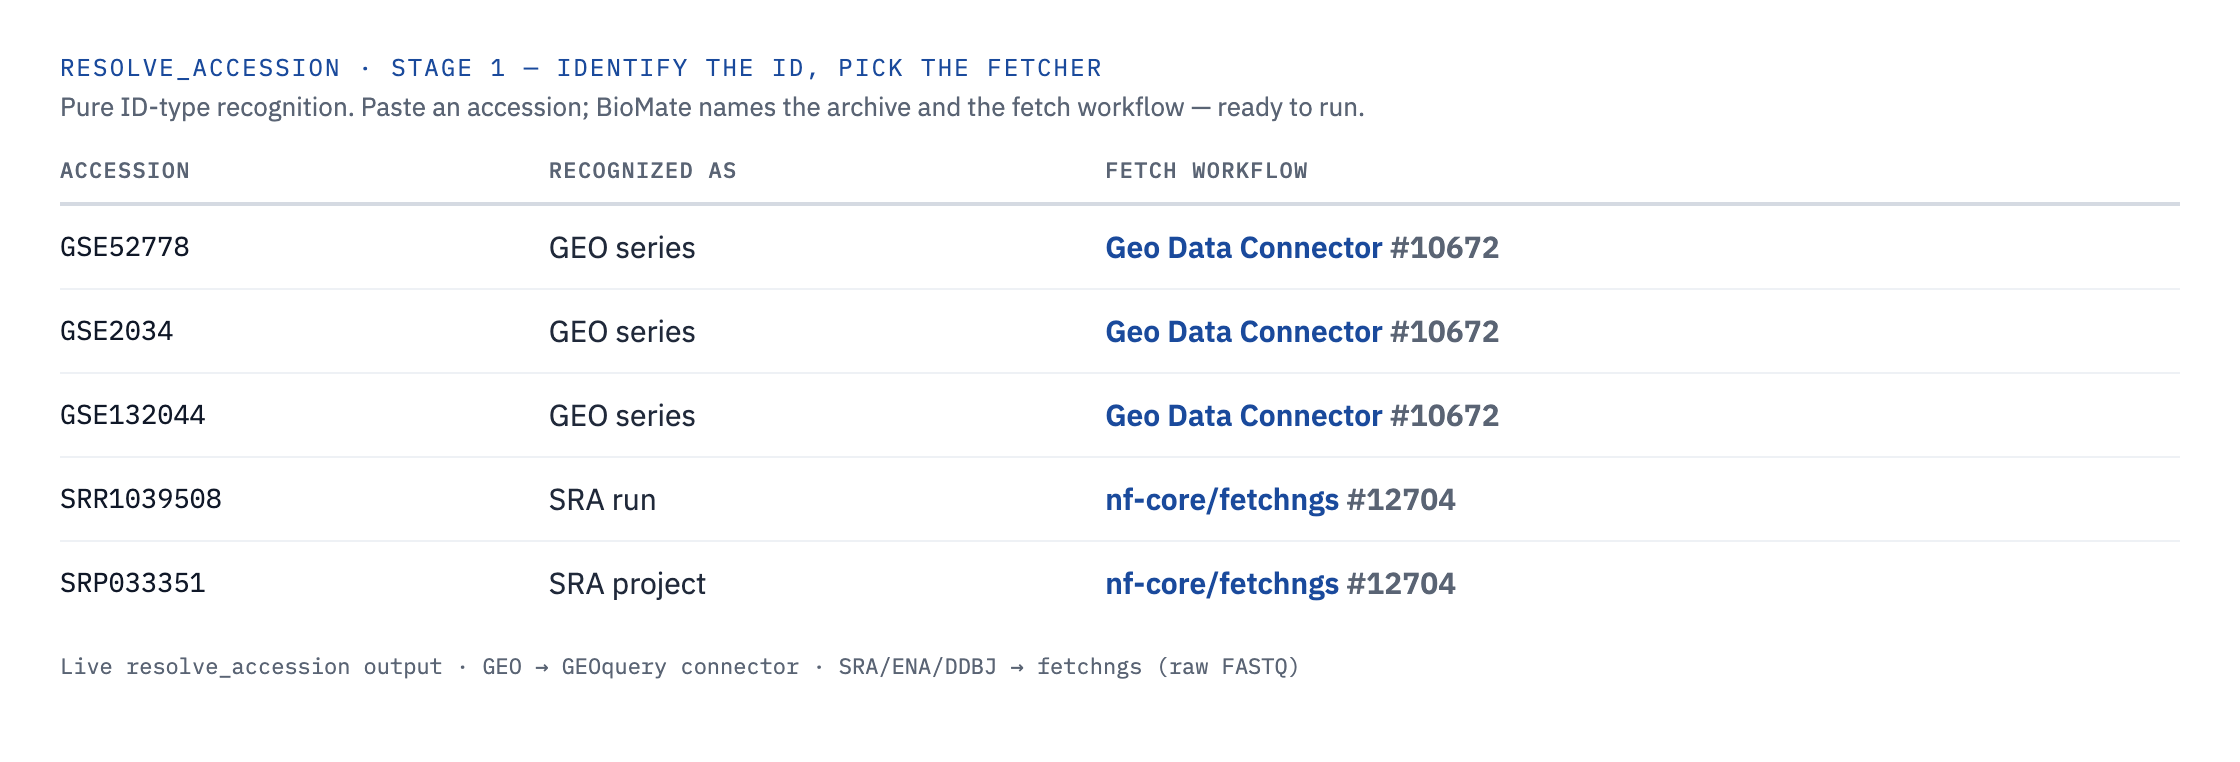 RESOLVE_ACCESSION · STAGE 1 — IDENTIFY THE ID, PICK THE FETCHER
Pure ID-type recognition. Paste an accession; BioMate names the archive and the fetch workflow — ready to run.
ACCESSION RECOGNIZED AS FETCH WORKFLOW
GSE52778 GEO series Geo Data Connector #10672
GSE2034 GEO series Geo Data Connector #10672
GSE132044 GEO series Geo Data Connector #10672
SRR1039508 SRA run nf-core/fetchngs #12704
SRP033351 SRA project nf-core/fetchngs #12704
Live resolve_accession output · GEO → GEOquery connector · SRA/ENA/DDBJ → fetchngs (raw FASTQ)